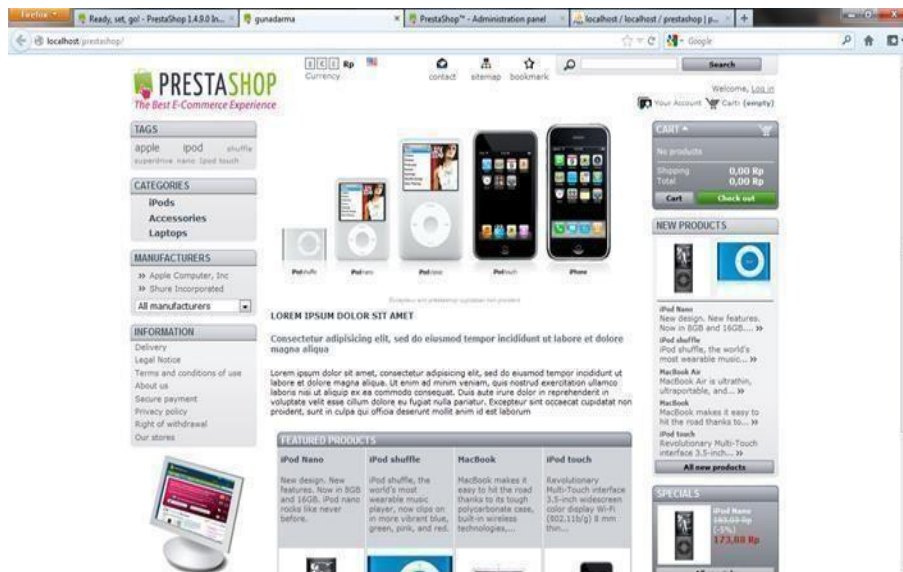 Firefox
Ready, set, go! - PrestaShop 1.4.9.0 In...
gunadarma
PrestaShop™ - Administration panel
localhost / localhost / prestashop | p...
localhost/prestashop/
Google
PRESTASHOP
The Best E-Commerce Experience
Rp
Currency
contact sitemap bookmark
Search
Welcome, Log in
Your Account Cart: (empty)
TAGS
apple ipod shuffle
superdrive nano Ipod touch
CATEGORIES
iPods
Accessories
Laptops
MANUFACTURERS
» Apple Computer, Inc
» Shure Incorporated
All manufacturers
INFORMATION
Delivery
Legal Notice
Terms and conditions of use
About us
Secure payment
Privacy policy
Right of withdrawal
Our stores
iPod shuffle iPod nano iPod classic iPod touch iPhone
Excepteur sint prestashop cupidatat non proident
LOREM IPSUM DOLOR SIT AMET
Consectetur adipisicing elit, sed do eiusmod tempor incididunt ut labore et dolore
magna aliqua
Lorem ipsum dolor sit amet, consectetur adipisicing elit, sed do eiusmod tempor incididunt ut
labore et dolore magna aliqua. Ut enim ad minim veniam, quis nostrud exercitation ullamco
laboris nisi ut aliquip ex ea commodo consequat. Duis aute irure dolor in reprehenderit in
voluptate velit esse cillum dolore eu fugiat nulla pariatur. Excepteur sint occaecat cupidatat non
proident, sunt in culpa qui officia deserunt mollit anim id est laborum
FEATURED PRODUCTS
iPod Nano
New design. New
features. Now in 8GB
and 16GB. iPod nano
rocks like never
before.
iPod shuffle
iPod shuffle, the
world's most
wearable music
player, now clips on
in more vibrant blue,
green, pink, and red.
MacBook
MacBook makes it
easy to hit the road
thanks to its tough
polycarbonate case,
built-in wireless
technologies,...
iPod touch
Revolutionary
Multi-Touch interface
3.5-inch widescreen
color display Wi-Fi
(802.11b/g) 8 mm
thin...
CART
No products
Shipping 0,00 Rp
Total 0,00 Rp
Cart Check out
NEW PRODUCTS
iPod Nano
New design. New features.
Now in 8GB and 16GB.... »
iPod shuffle
iPod shuffle, the world's
most wearable music... »
MacBook Air
MacBook Air is ultrathin,
ultraportable, and... »
MacBook
MacBook makes it easy to
hit the road thanks to... »
iPod touch
Revolutionary Multi-Touch
interface 3.5-inch... »
All new products
SPECIALS
iPod Nano
(-5%)
173,88 Rp